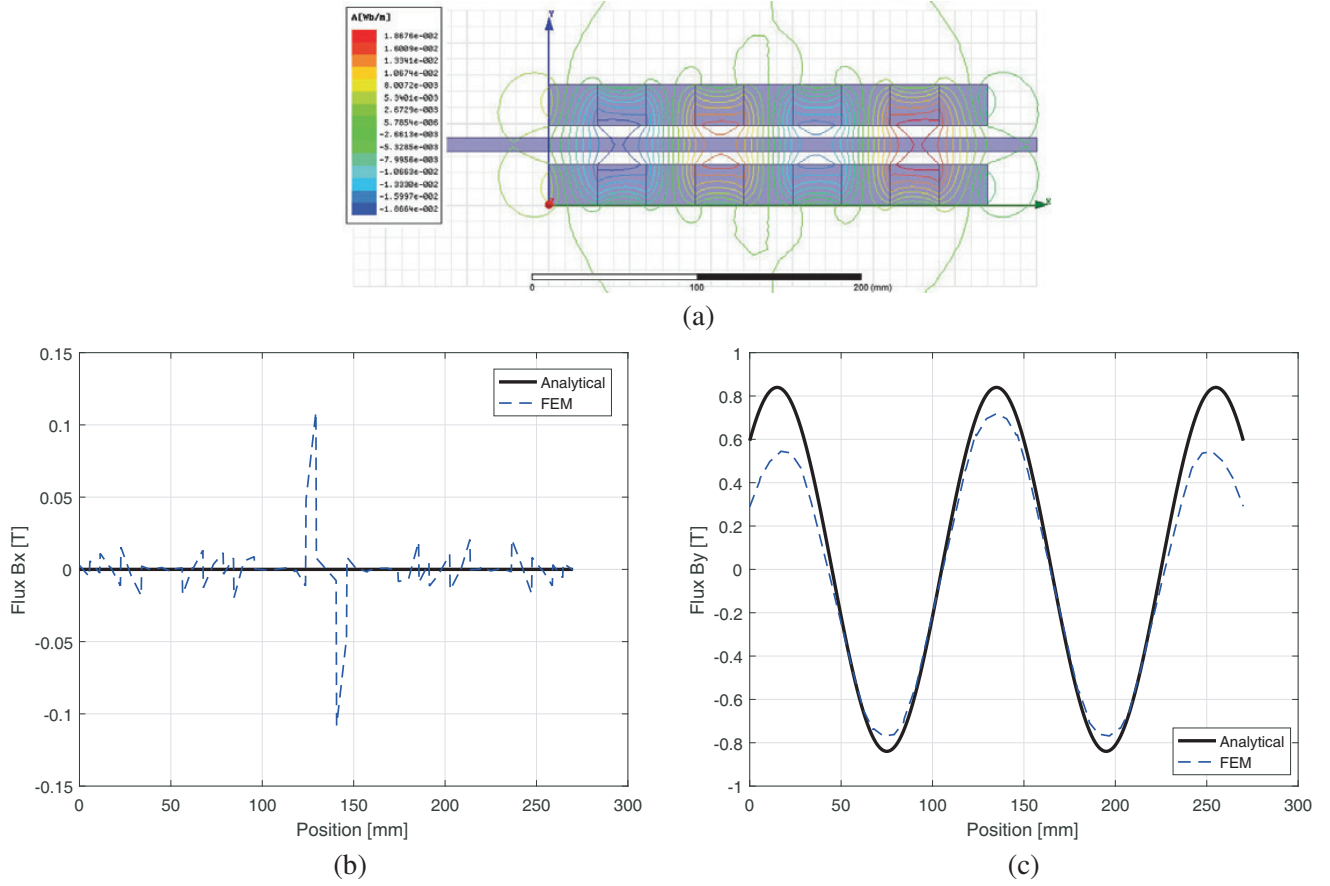 A[Wb/m]
1.8676e-002
1.6009e-002
1.3341e-002
1.0674e-002
8.0072e-003
5.3401e-003
2.6729e-003
5.7854e-006
-2.6613e-003
-5.3285e-003
-7.9956e-003
-1.0663e-002
-1.3330e-002
-1.5997e-002
-1.8664e-002
Y
X
0 100 200 (mm)
(a)
0.15
0.1
0.05
0
-0.05
-0.1
-0.15
Flux Bx [T]
Analytical
FEM
0 50 100 150 200 250 300
Position [mm]
(b)
1
0.8
0.6
0.4
0.2
0
-0.2
-0.4
-0.6
-0.8
-1
Flux By [T]
Analytical
FEM
0 50 100 150 200 250 300
Position [mm]
(c)